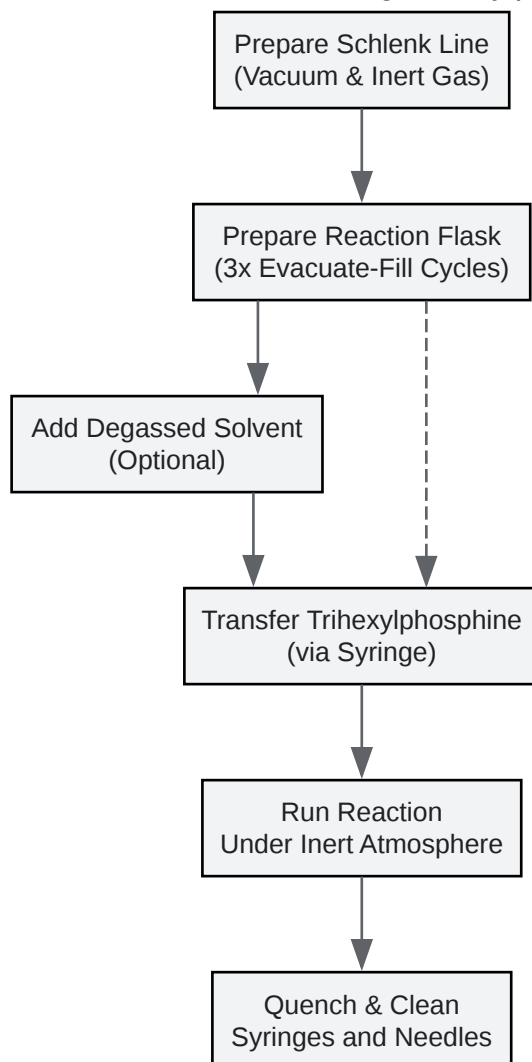 Prepare Schlenk Line
(Vacuum & Inert Gas)
Prepare Reaction Flask
(3x Evacuate-Fill Cycles)
Add Degassed Solvent
(Optional)
Transfer Trihexylphosphine
(via Syringe)
Run Reaction
Under Inert Atmosphere
Quench & Clean
Syringes and Needles